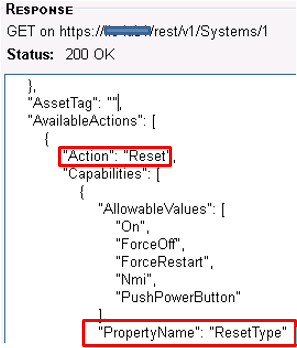 RESPONSE
GET on https:// /rest/v1/Systems/1
Status: 200 OK
},
"AssetTag": "",
"AvailableActions": [
{
"Action": "Reset",
"Capabilities": [
{
"AllowableValues": [
"On",
"ForceOff",
"ForceRestart",
"Nmi",
"PushPowerButton"
]
"PropertyName": "ResetType"